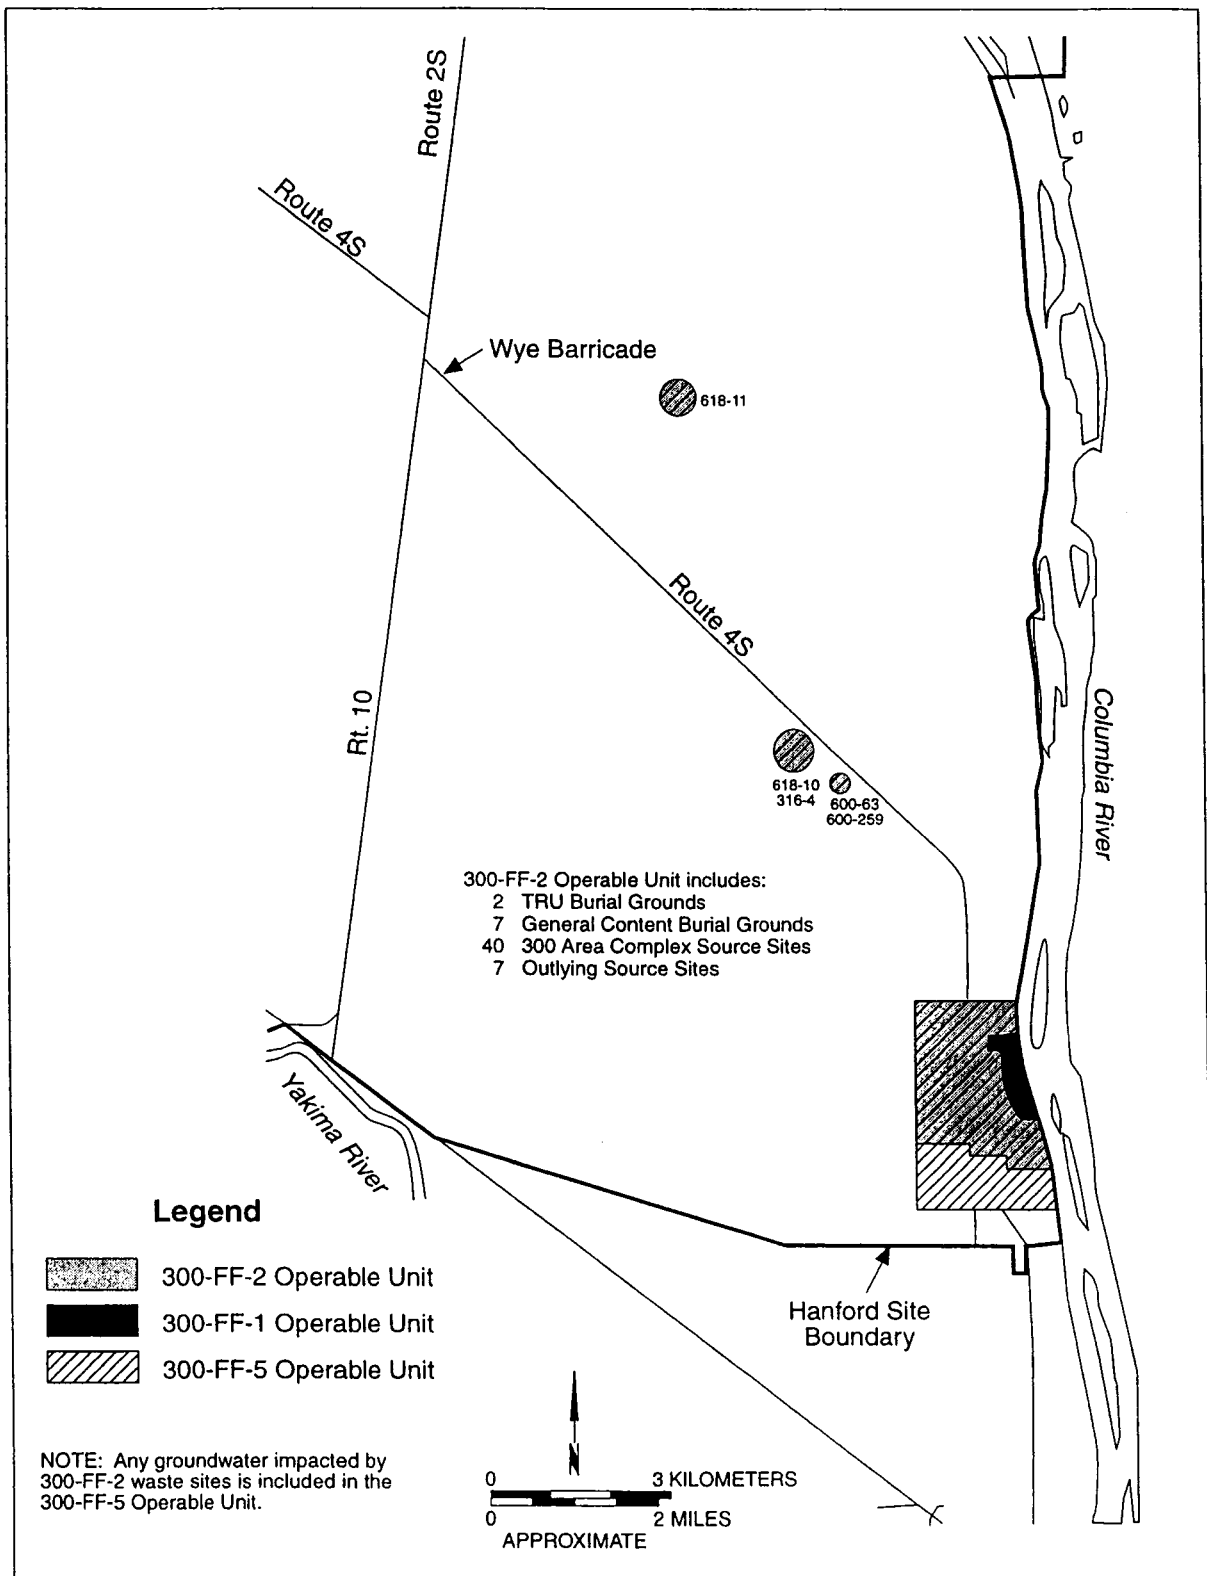 Route 2S
Route 4S
Wye Barricade
618-11
Route 4S
Rt. 10
Columbia River
618-10
316-4
600-63
600-259
300-FF-2 Operable Unit includes:
2 TRU Burial Grounds
7 General Content Burial Grounds
40 300 Area Complex Source Sites
7 Outlying Source Sites
Yakima River
Legend
300-FF-2 Operable Unit
300-FF-1 Operable Unit
300-FF-5 Operable Unit
Hanford Site
Boundary
NOTE: Any groundwater impacted by
300-FF-2 waste sites is included in the
300-FF-5 Operable Unit.
N
0 3 KILOMETERS
0 2 MILES
APPROXIMATE